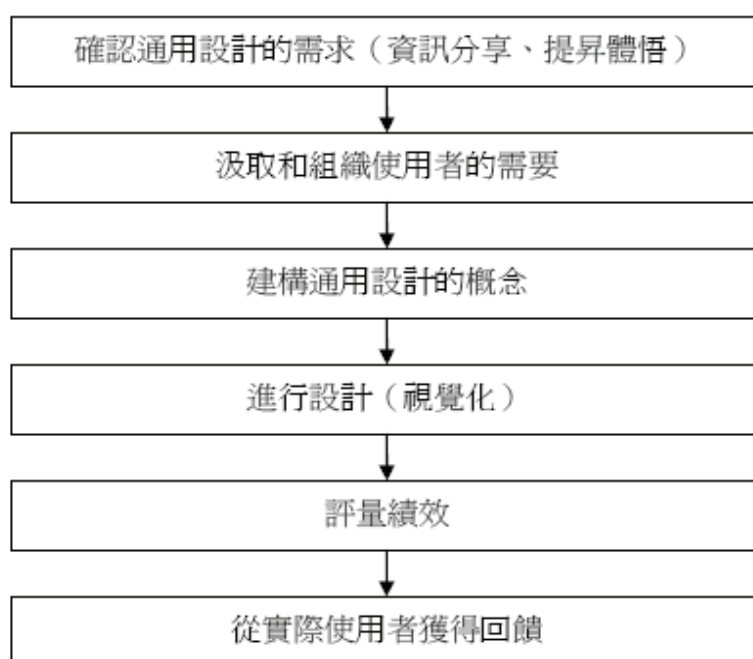 確認通用設計的需求（資訊分享、提昇體悟）
汲取和組織使用者的需要
建構通用設計的概念
進行設計（視覺化）
評量績效
從實際使用者獲得回饋